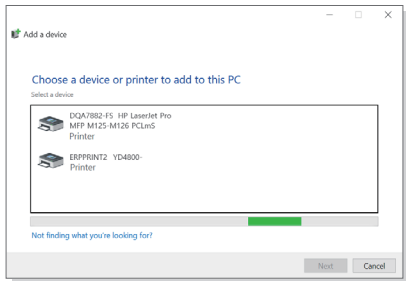 Add a device
Choose a device or printer to add to this PC
Select a device
DQA7882-F5 HP LaserJet Pro
MFP M125-M126 PCLmS
Printer
ERPPRINT2 YD4800-
Printer
Not finding what you're looking for?
Next Cancel